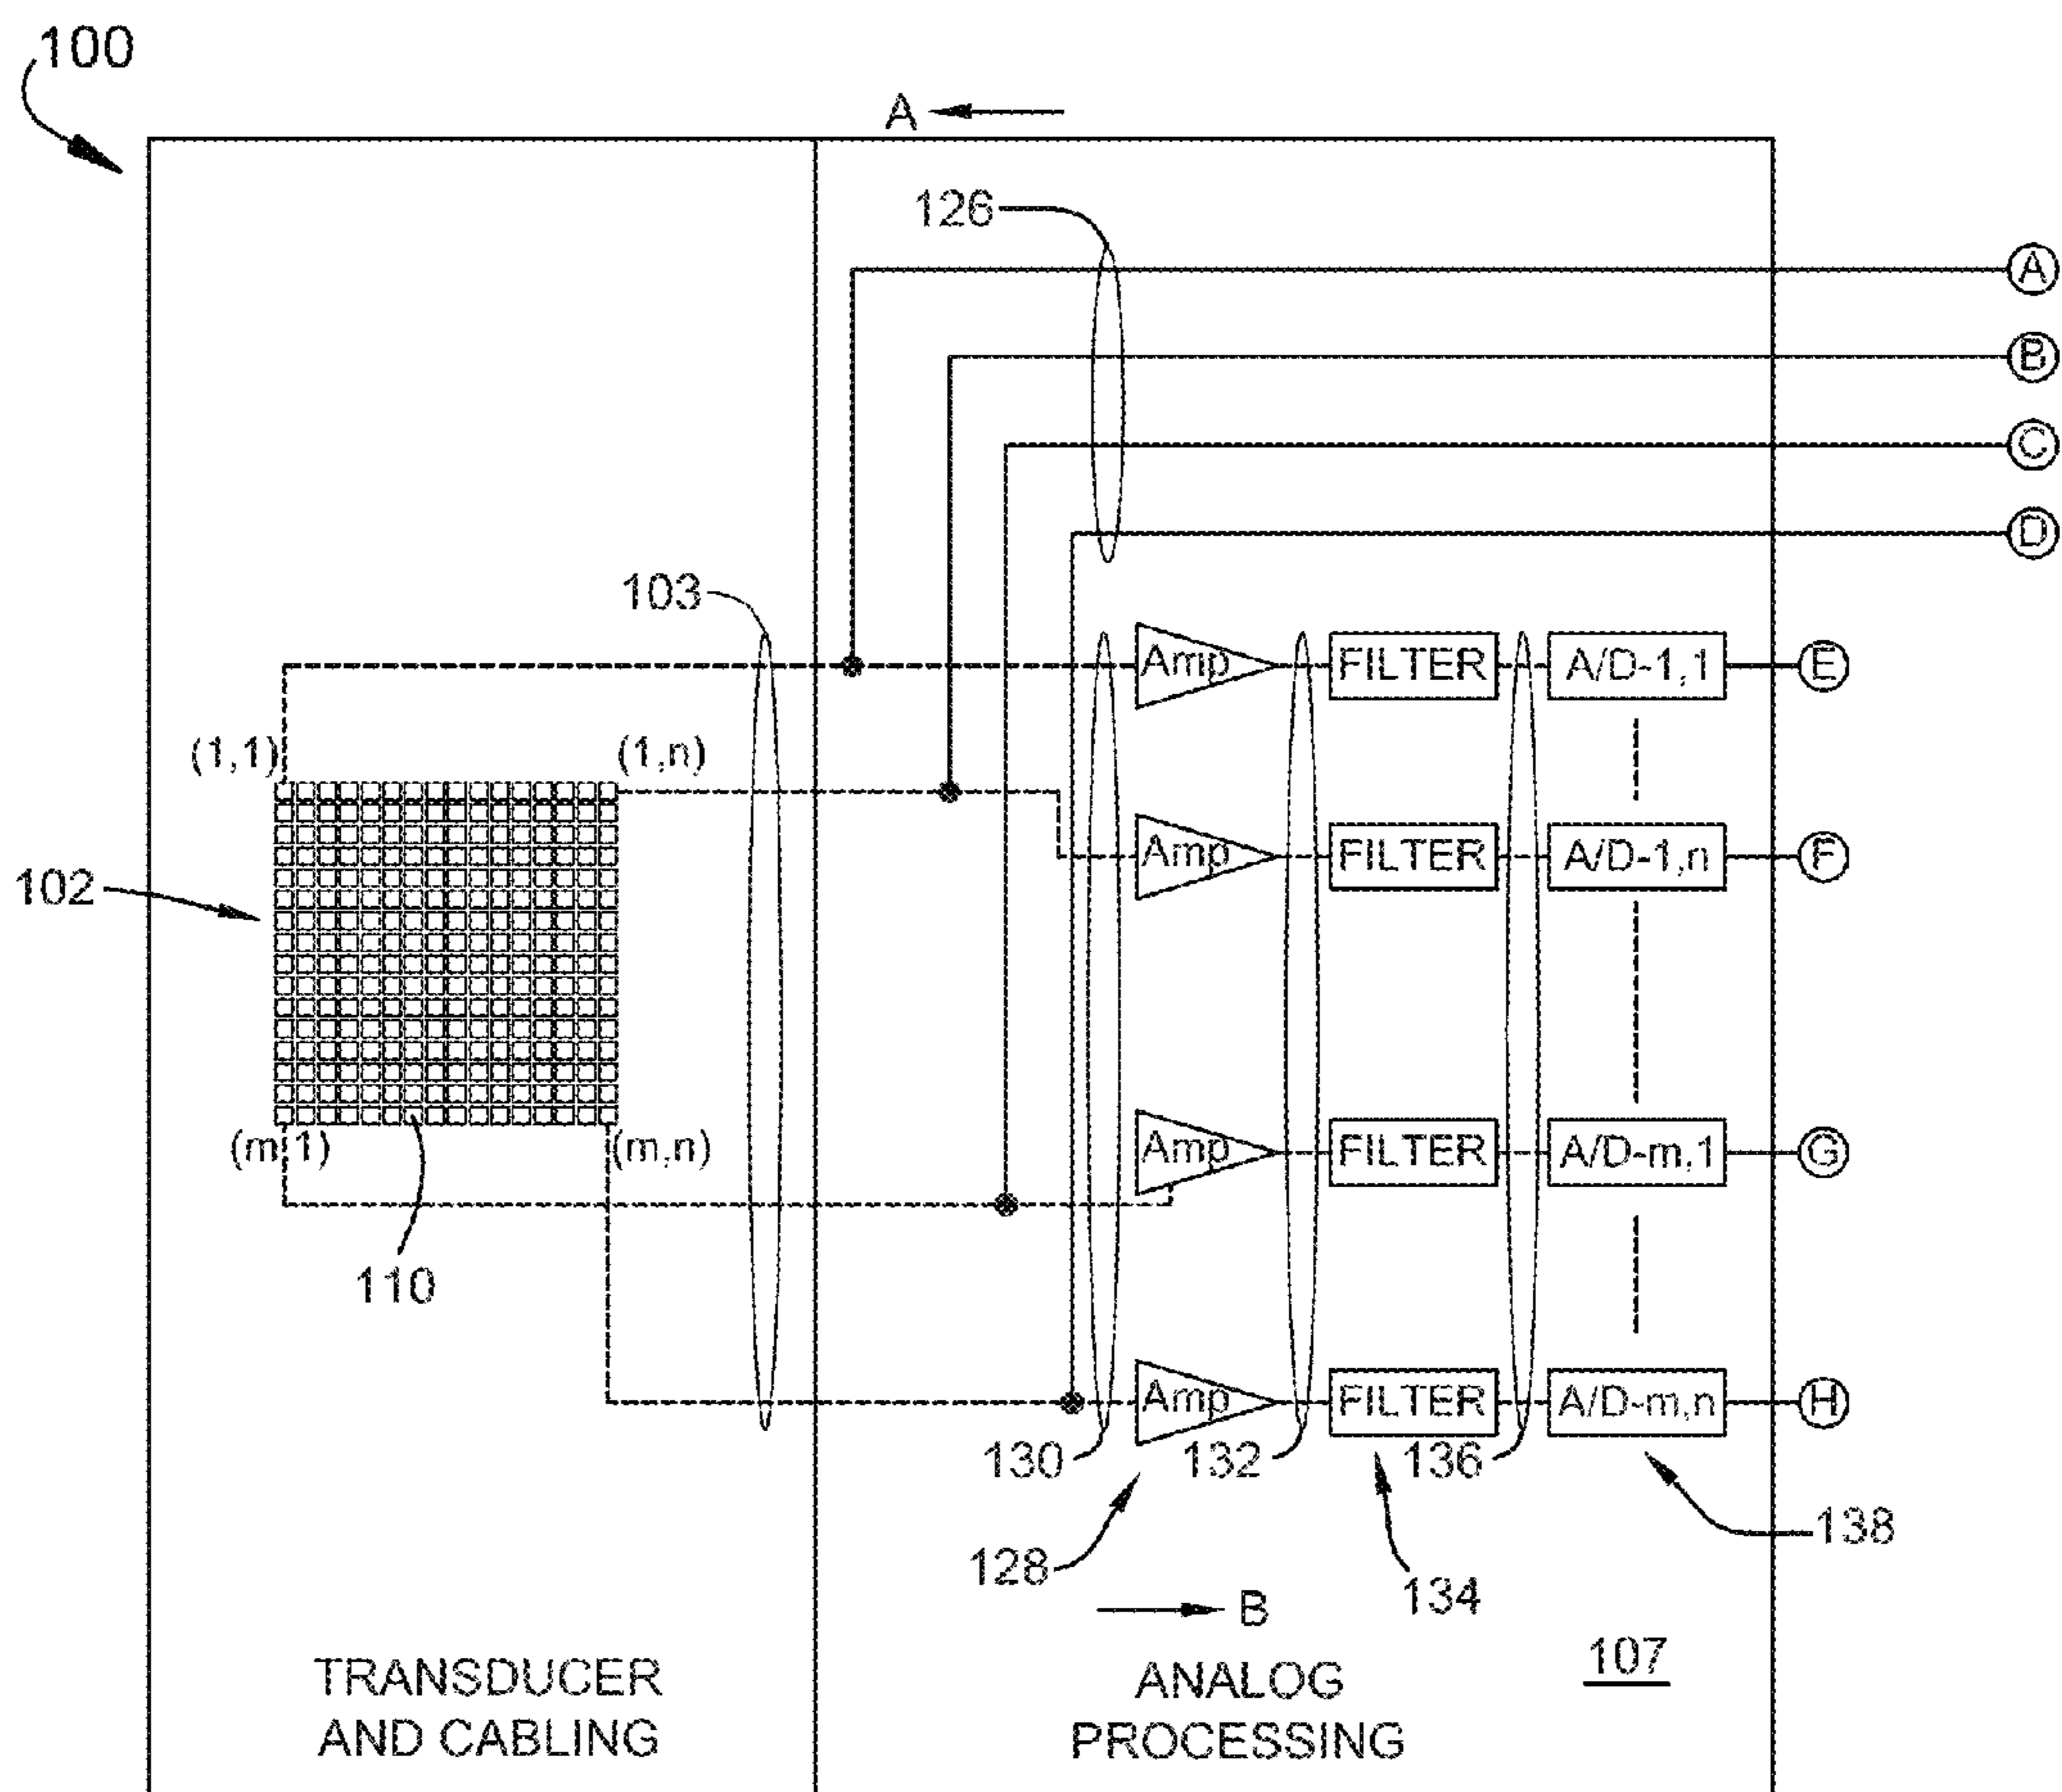 100
A
126
A
B
C
D
103
Amp FILTER A/D-1,1 E
(1,1) (1,n)
Amp FILTER A/D-1,n F
102
Amp FILTER A/D-m,1 G
(m,1) (m,n)
110
Amp FILTER A/D-m,n H
130 132 136
138
128
134
B
107
TRANSDUCER
AND CABLING
ANALOG
PROCESSING